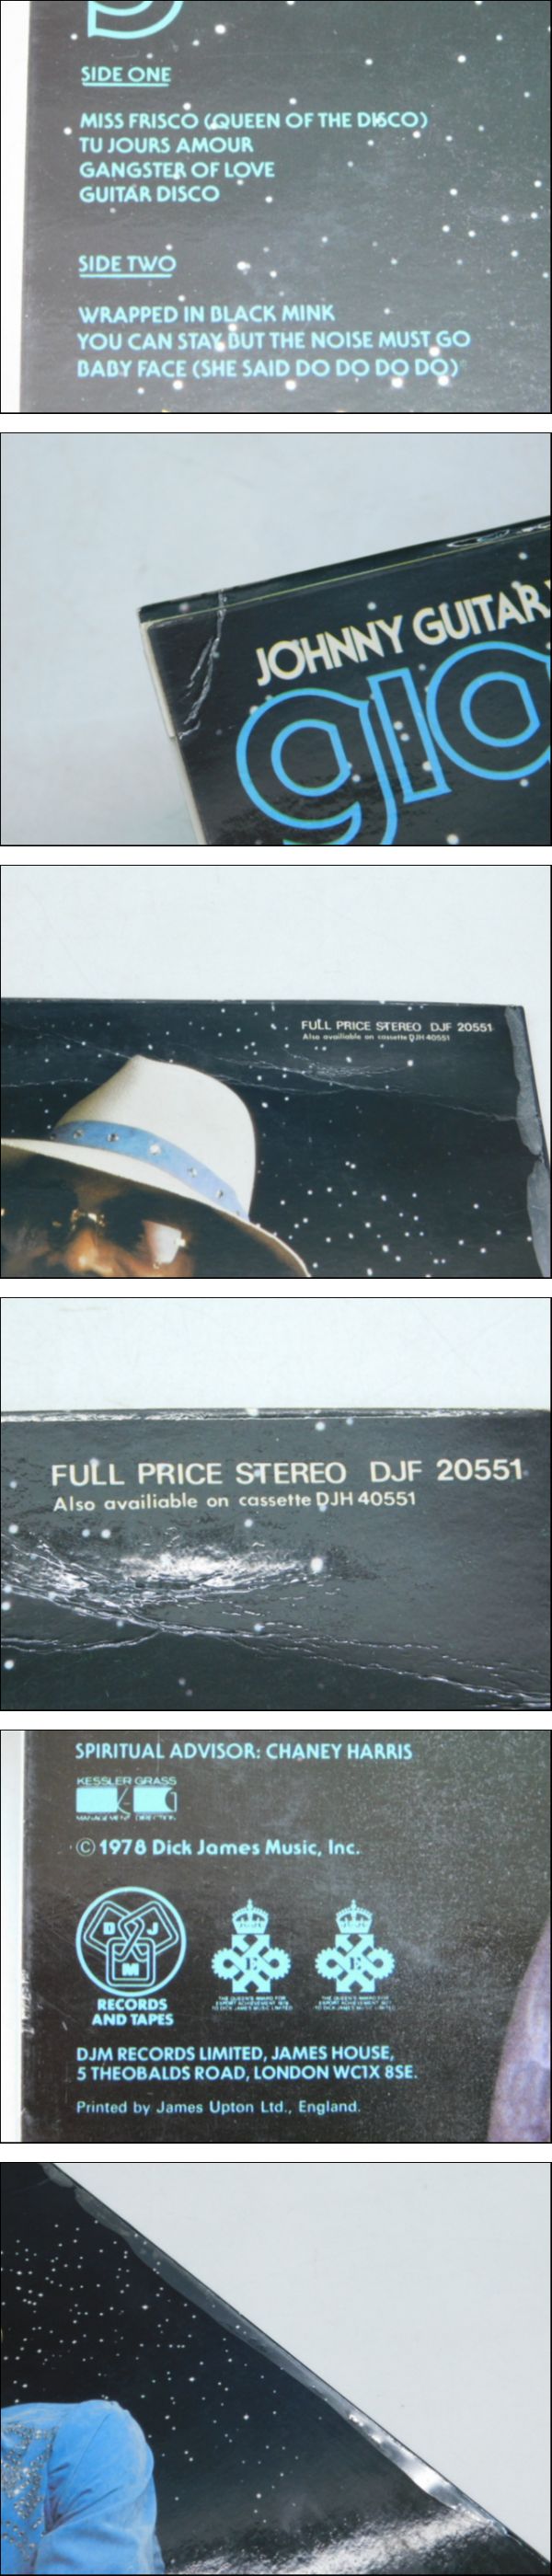 SIDE ONE
MISS FRISCO (QUEEN OF THE DISCO)
TU JOURS AMOUR
GANGSTER OF LOVE
GUITAR DISCO
SIDE TWO
WRAPPED IN BLACK MINK
YOU CAN STAY BUT THE NOISE MUST GO
BABY FACE (SHE SAID DO DO DO DO)
JOHNNY GUITAR
gia
FULL PRICE STEREO DJF 20551
Also availiable on cassette DJH 40551
FULL PRICE STEREO DJF 20551
Also availiable on cassette DJH 40551
SPIRITUAL ADVISOR: CHANEY HARRIS
KESSLER GRASS
MANAGEMENT DIRECTION
© 1978 Dick James Music, Inc.
D J
M
E E
RECORDS
AND TAPES
DJM RECORDS LIMITED, JAMES HOUSE,
5 THEOBALDS ROAD, LONDON WC1X 8SE.
Printed by James Upton Ltd., England.